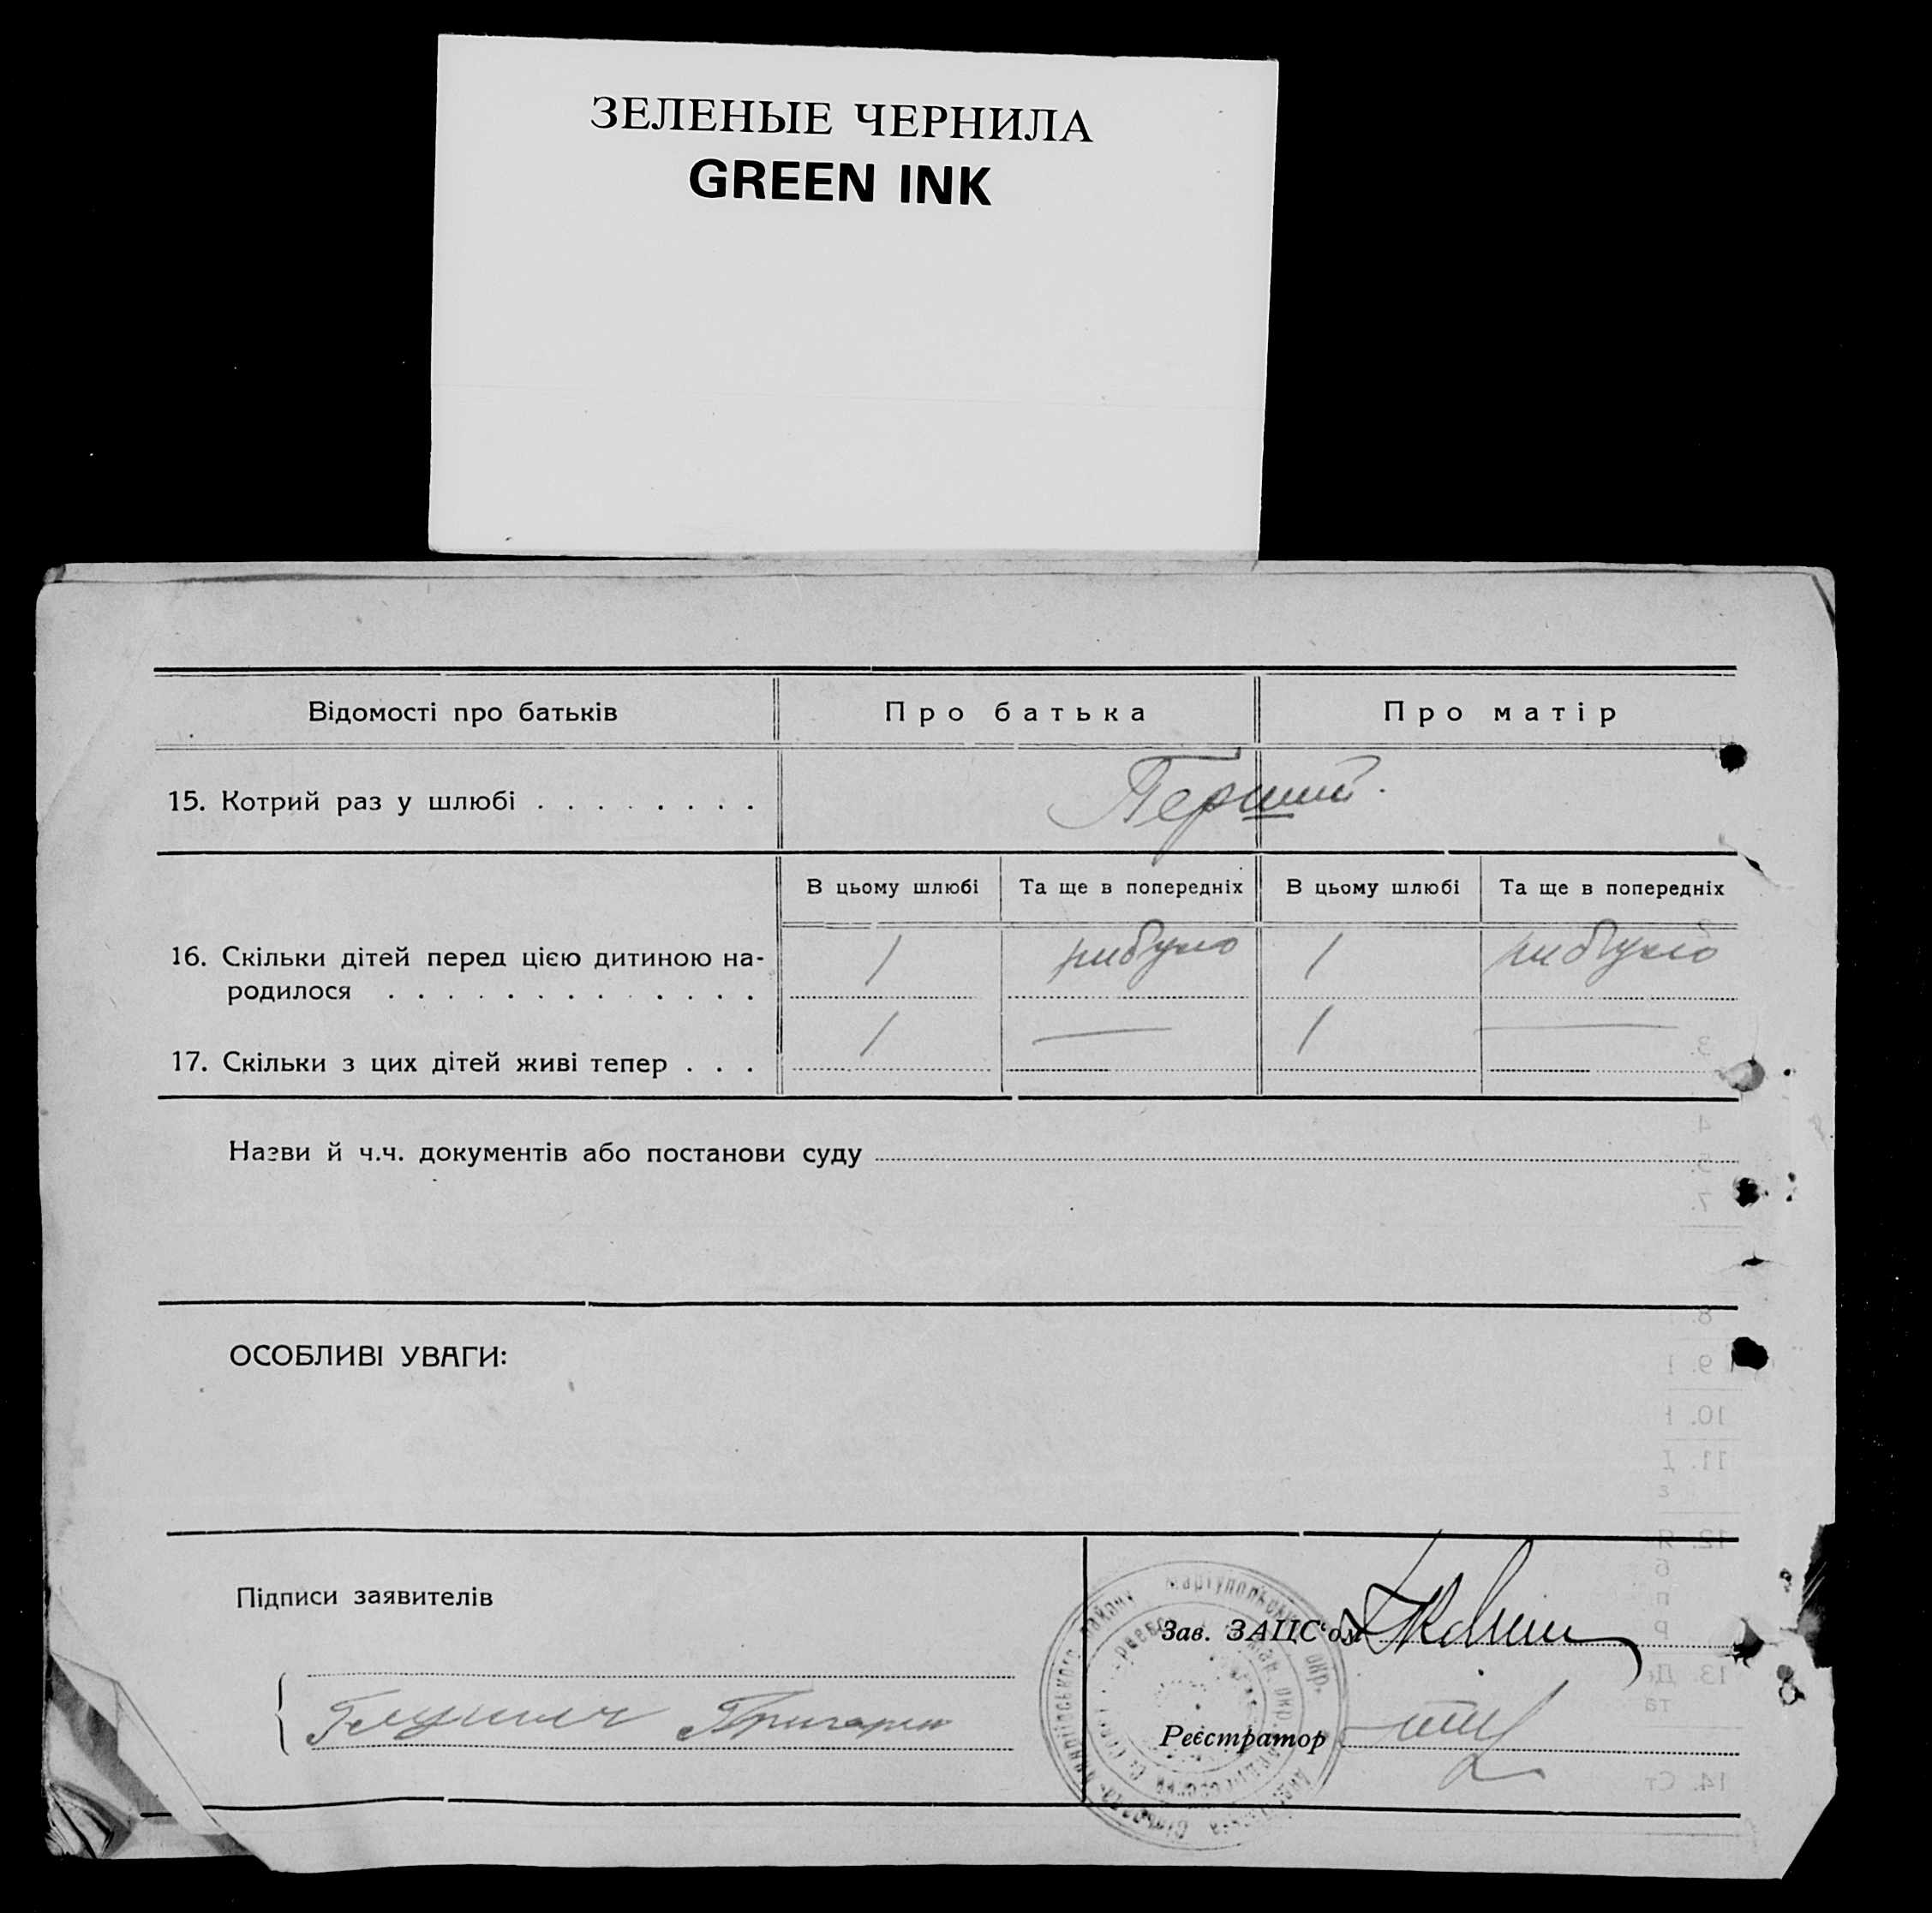 ЗЕЛЕНЫЕ ЧЕРНИЛА
GREEN INK
Відомості про батьків Про батька Про матір
15. Котрий раз у шлюбі . . . . . . . . Перший.
В цьому шлюбі Та ще в попередніх В цьому шлюбі Та ще в попередніх
16. Скільки дітей перед цією дитиною на-
родилося . . . . . . . . . . . . . 1 небуло 1 небуло
17. Скільки з цих дітей живі тепер . . . 1 — 1 —
Назви й ч.ч. документів або постанови суду
ОСОБЛИВІ УВАГИ:
Підписи заявителів
Зав. ЗАЦС'ом
Реєстратор